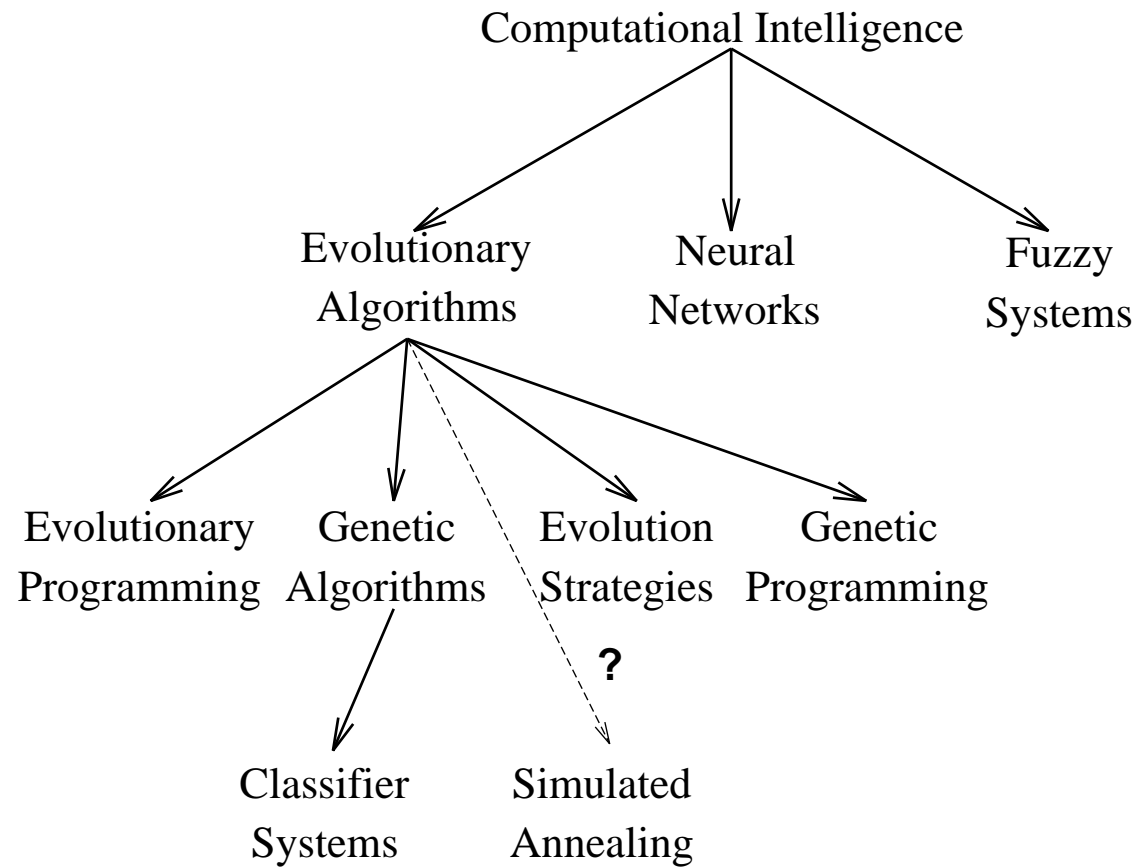 Computational Intelligence
Evolutionary
Algorithms
Neural
Networks
Fuzzy
Systems
Evolutionary
Programming
Genetic
Algorithms
Evolution
Strategies
Genetic
Programming
?
Classifier
Systems
Simulated
Annealing